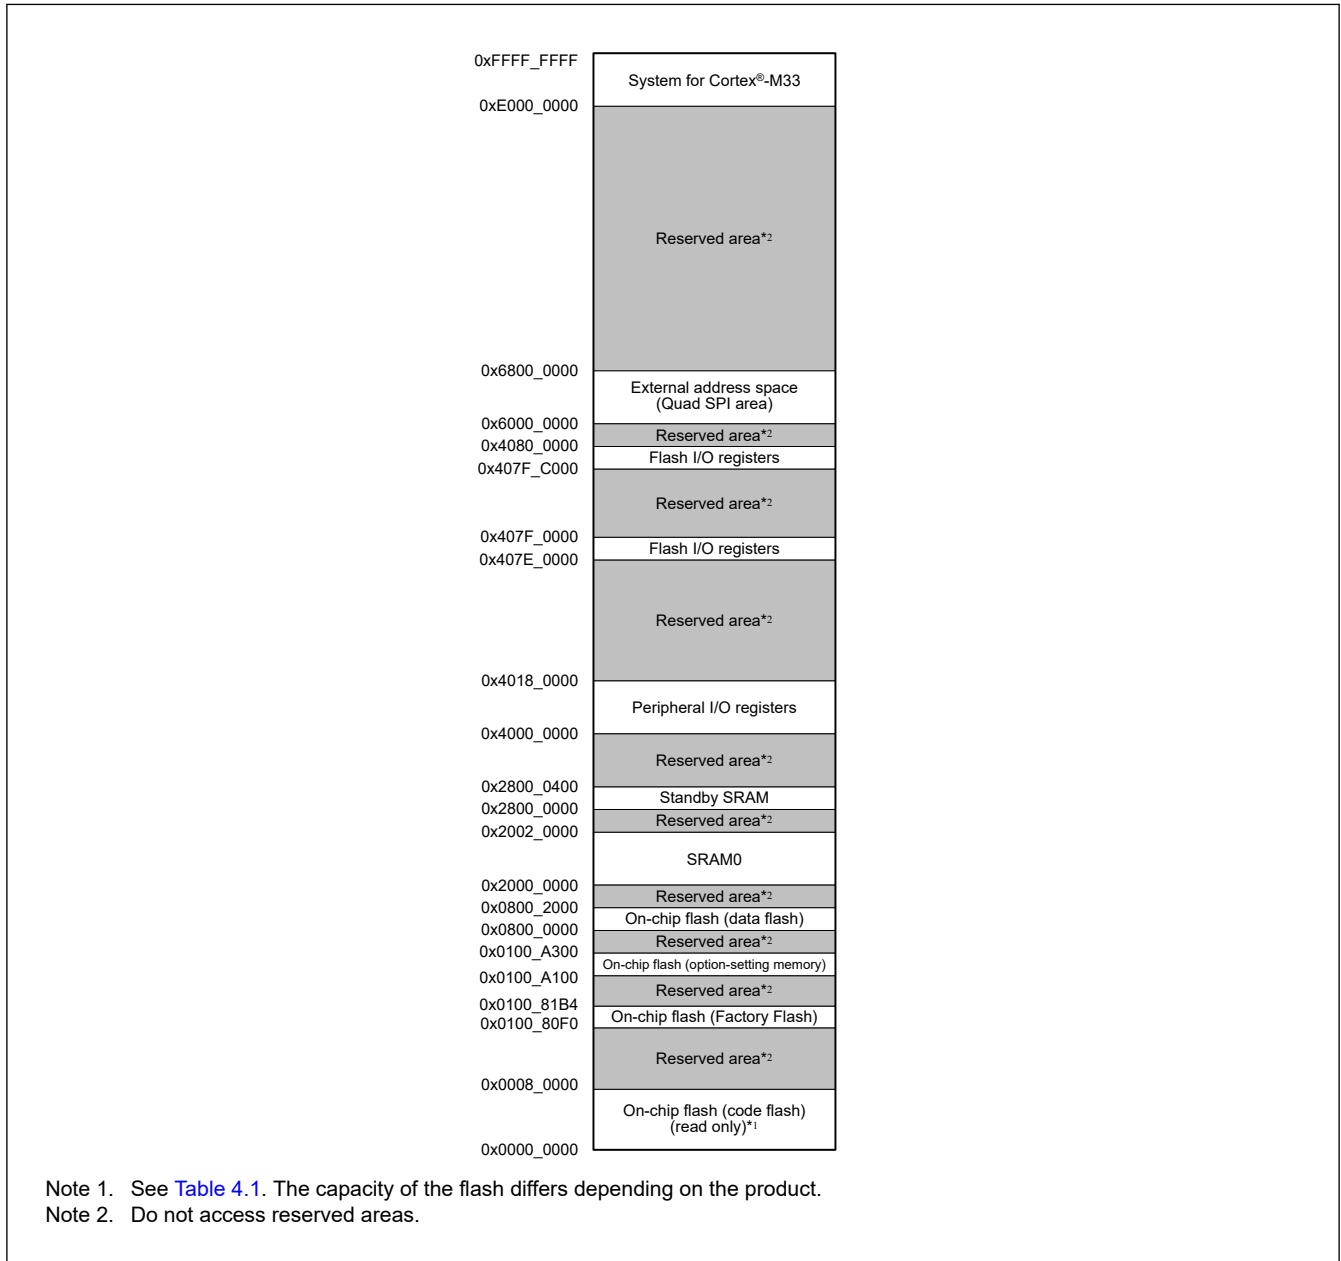 0xFFFF_FFFF
System for Cortex®-M33
0xE000_0000
Reserved area*2
0x6800_0000
External address space
(Quad SPI area)
0x6000_0000
Reserved area*2
0x4080_0000
Flash I/O registers
0x407F_C000
Reserved area*2
0x407F_0000
Flash I/O registers
0x407E_0000
Reserved area*2
0x4018_0000
Peripheral I/O registers
0x4000_0000
Reserved area*2
0x2800_0400
Standby SRAM
0x2800_0000
Reserved area*2
0x2002_0000
SRAM0
0x2000_0000
Reserved area*2
0x0800_2000
On-chip flash (data flash)
0x0800_0000
Reserved area*2
0x0100_A300
On-chip flash (option-setting memory)
0x0100_A100
Reserved area*2
0x0100_81B4
On-chip flash (Factory Flash)
0x0100_80F0
Reserved area*2
0x0008_0000
On-chip flash (code flash)
(read only)*1
0x0000_0000
Note 1. See Table 4.1. The capacity of the flash differs depending on the product.
Note 2. Do not access reserved areas.